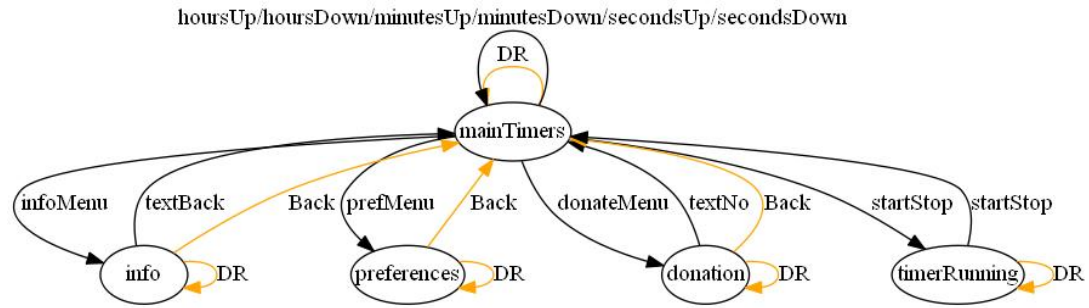 hoursUp/hoursDown/minutesUp/minutesDown/secondsUp/secondsDown
DR
mainTimers
infoMenu textBack Back prefMenu Back donateMenu textNo Back startStop startStop
info DR preferences DR donation DR timerRunning DR